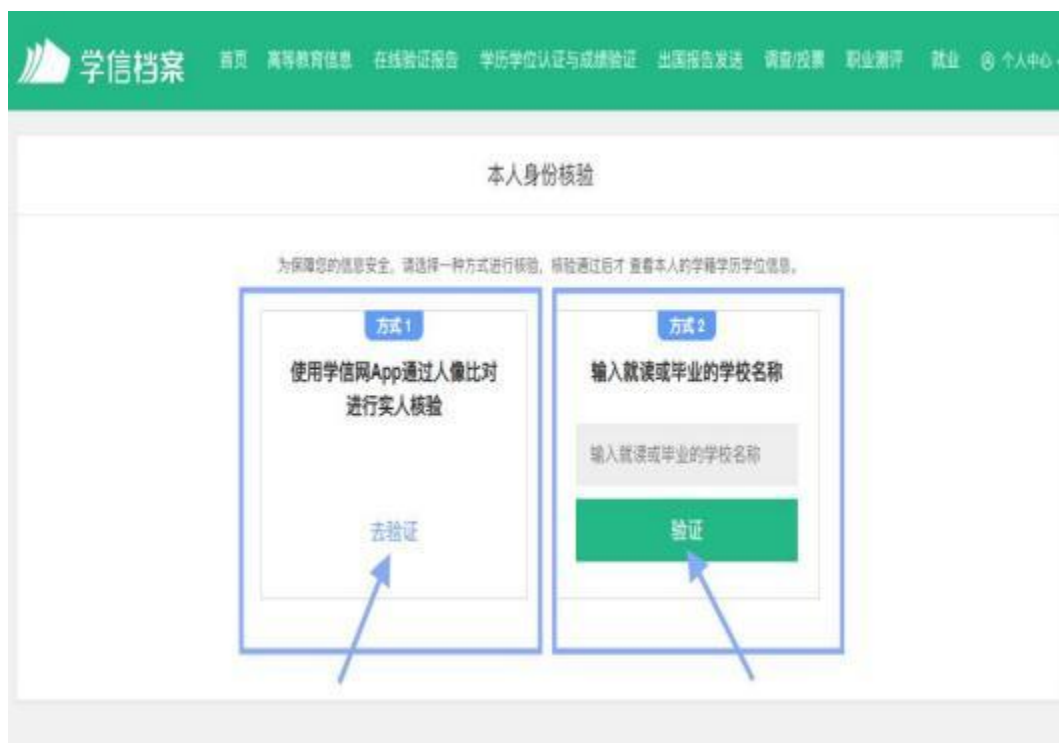 学信档案 首页 高等教育信息 在线验证报告 学历学位认证与成绩验证 出国报告发送 调查/投票 职业测评 就业 个人中心
本人身份核验
为保障您的信息安全，请选择一种方式进行核验，核验通过后才 查看本人的学籍学历学位信息。
方式 1
使用学信网App通过人像比对
进行实人核验
去验证
方式 2
输入就读或毕业的学校名称
输入就读或毕业的学校名称
验证